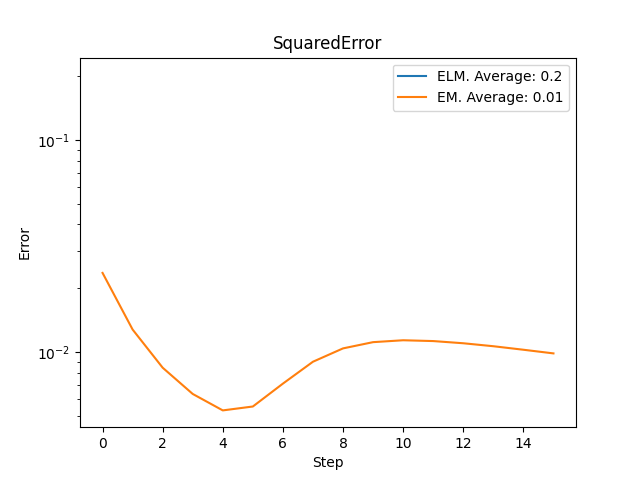 SquaredError
ELM. Average: 0.2
EM. Average: 0.01
10⁻¹
10⁻²
Error
0 2 4 6 8 10 12 14
Step